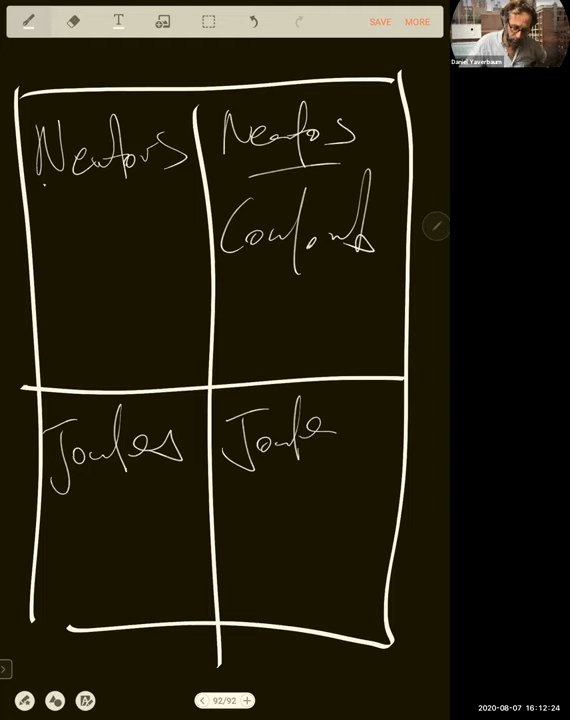 SAVE MORE
Daniel Yaverbaum
Newtons
Newtons
Coulomb
Joules
Joule
92/92
2020-08-07 16:12:24